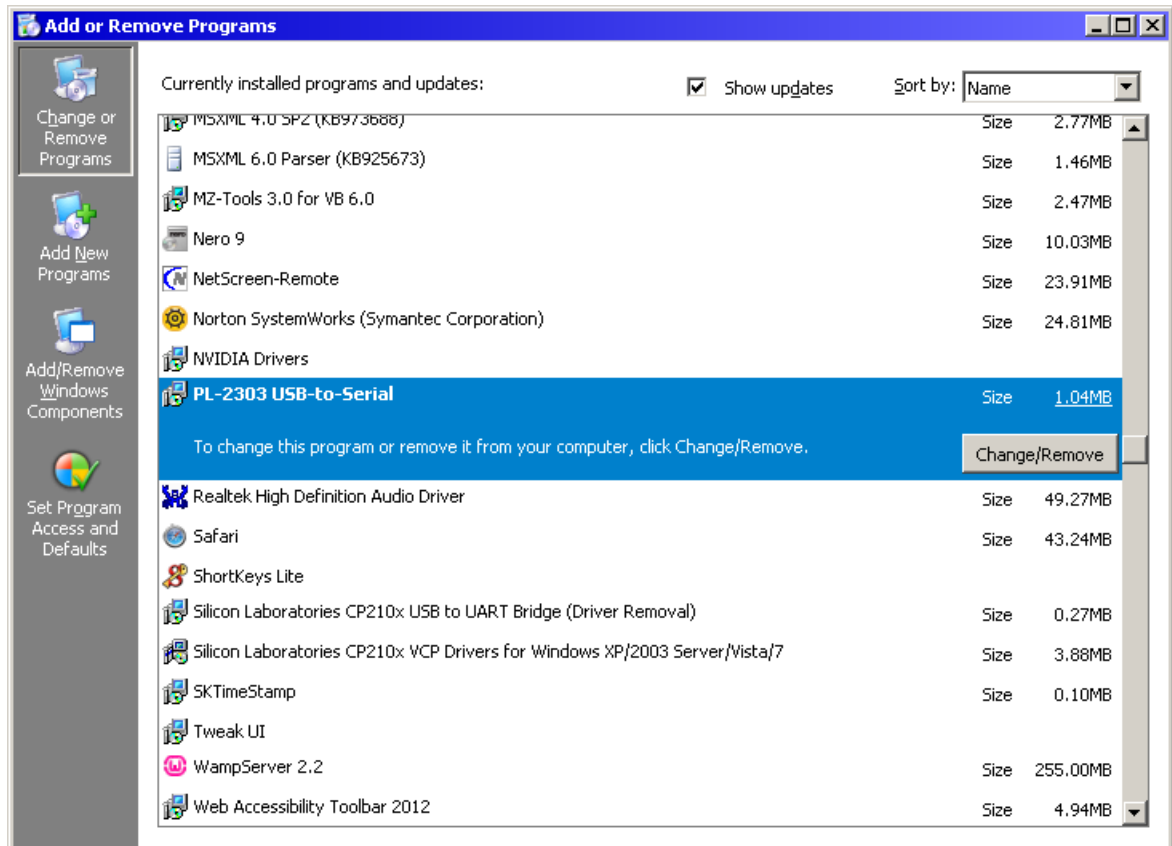 Add or Remove Programs
Change or
Remove
Programs
Add New
Programs
Add/Remove
Windows
Components
Set Program
Access and
Defaults
Currently installed programs and updates:
Show updates
Sort by: Name
MSXML 4.0 SP2 (KB973688) Size 2.77MB
MSXML 6.0 Parser (KB925673) Size 1.46MB
MZ-Tools 3.0 for VB 6.0 Size 2.47MB
Nero 9 Size 10.03MB
NetScreen-Remote Size 23.91MB
Norton SystemWorks (Symantec Corporation) Size 24.81MB
NVIDIA Drivers
PL-2303 USB-to-Serial Size 1.04MB
To change this program or remove it from your computer, click Change/Remove. Change/Remove
Realtek High Definition Audio Driver Size 49.27MB
Safari Size 43.24MB
ShortKeys Lite
Silicon Laboratories CP210x USB to UART Bridge (Driver Removal) Size 0.27MB
Silicon Laboratories CP210x VCP Drivers for Windows XP/2003 Server/Vista/7 Size 3.88MB
SKTimeStamp Size 0.10MB
Tweak UI
WampServer 2.2 Size 255.00MB
Web Accessibility Toolbar 2012 Size 4.94MB